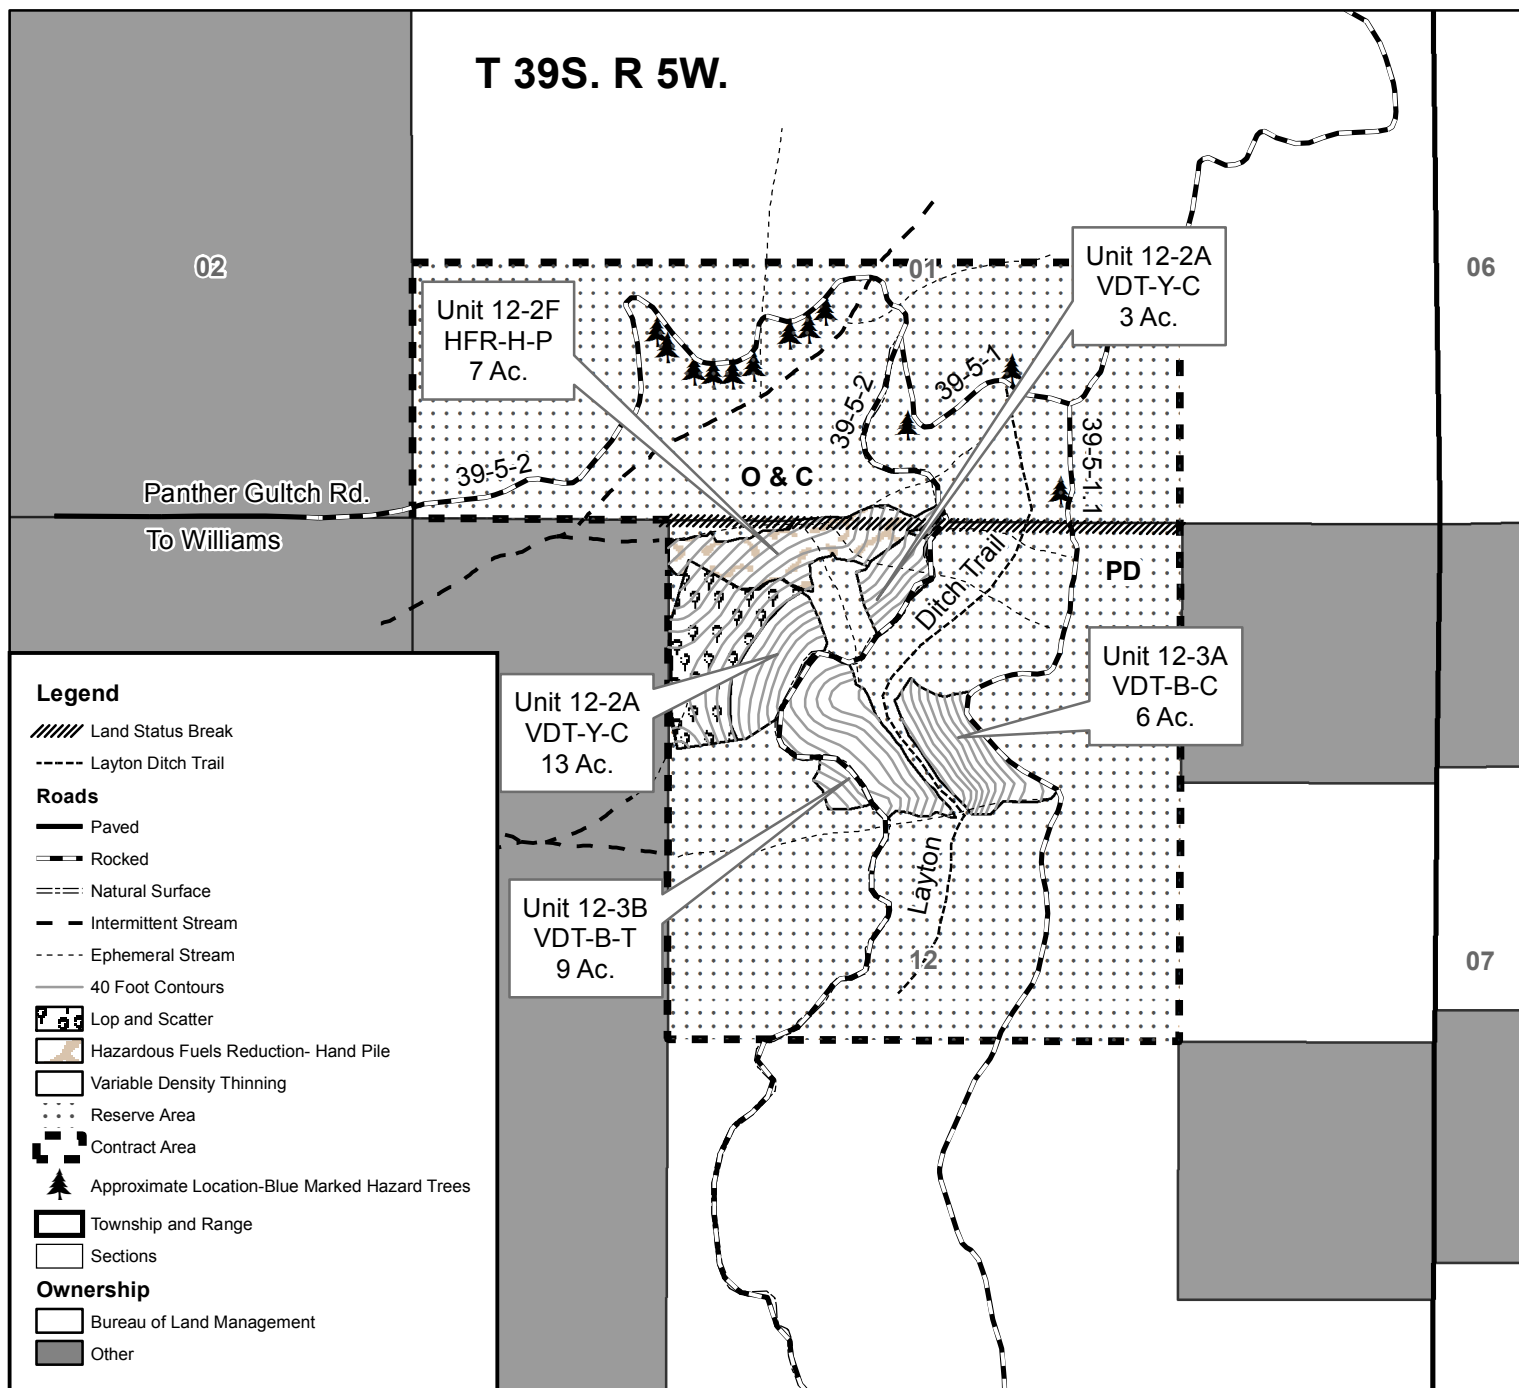 T 39S. R 5W.
02
01
06
Unit 12-2A
VDT-Y-C
3 Ac.
Unit 12-2F
HFR-H-P
7 Ac.
39-5-2
39-5-1
39-5-1.1
39-5-2
O & C
Panther Gultch Rd.
To Williams
PD
Ditch Trail
Unit 12-3A
VDT-B-C
6 Ac.
Unit 12-2A
VDT-Y-C
13 Ac.
Layton
Unit 12-3B
VDT-B-T
9 Ac.
12
07
Legend
Land Status Break
Layton Ditch Trail
Roads
Paved
Rocked
Natural Surface
Intermittent Stream
Ephemeral Stream
40 Foot Contours
Lop and Scatter
Hazardous Fuels Reduction- Hand Pile
Variable Density Thinning
Reserve Area
Contract Area
Approximate Location-Blue Marked Hazard Trees
Township and Range
Sections
Ownership
Bureau of Land Management
Other